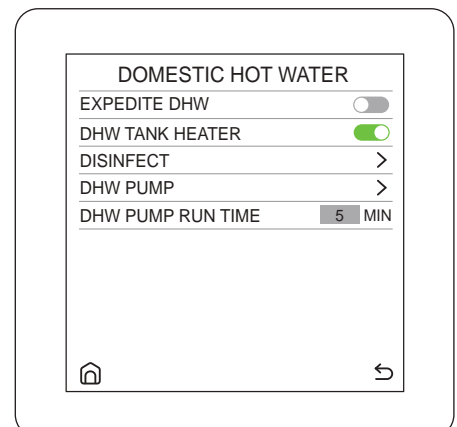 DOMESTIC HOT WATER
EXPEDITE DHW
DHW TANK HEATER
DISINFECT
DHW PUMP
DHW PUMP RUN TIME 5 MIN